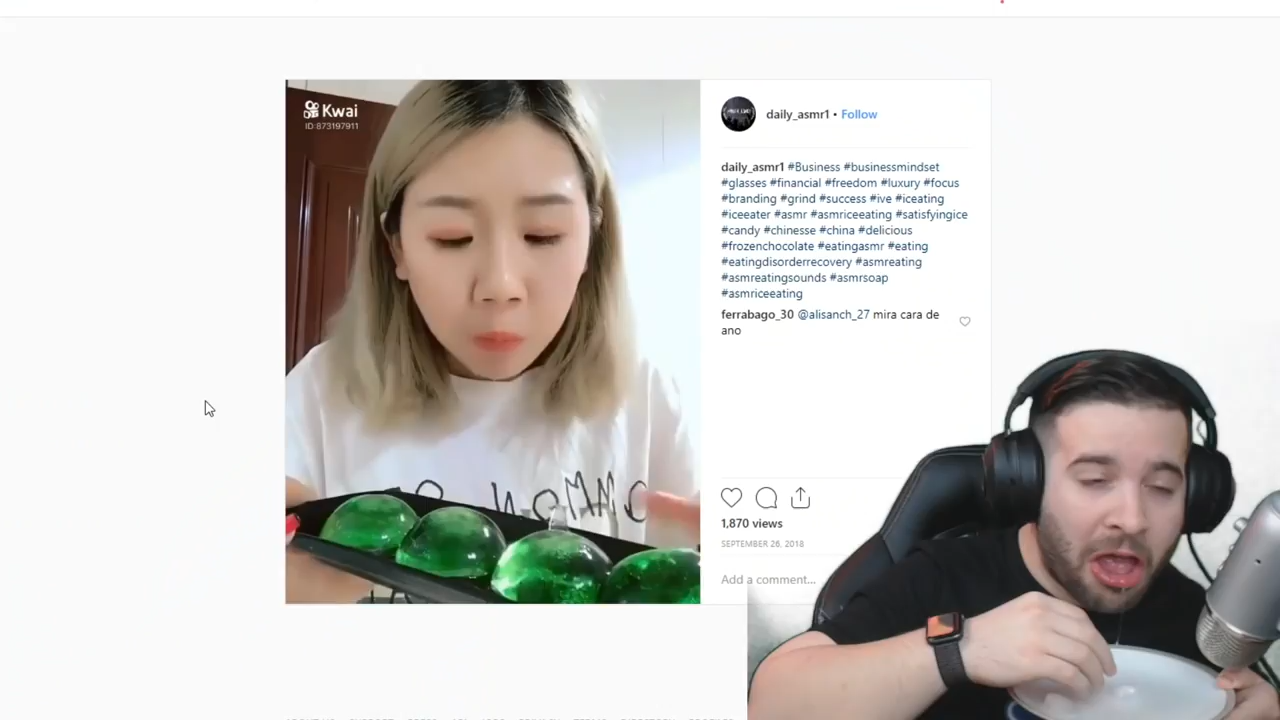 Kwai
ID:873197911
daily_asmr1 • Follow
daily_asmr1 #Business #businessmindset
#glasses #financial #freedom #luxury #focus
#branding #grind #success #ive #iceating
#iceeater #asmr #asmriceeating #satisfyingice
#candy #chinesse #china #delicious
#frozenchocolate #eatingasmr #eating
#eatingdisorderrecovery #asmreating
#asmreatingsounds #asmrsoap
#asmriceeating
ferrabago_30 @alisanch_27 mira cara de
ano
1,870 views
SEPTEMBER 26, 2018
Add a comment...